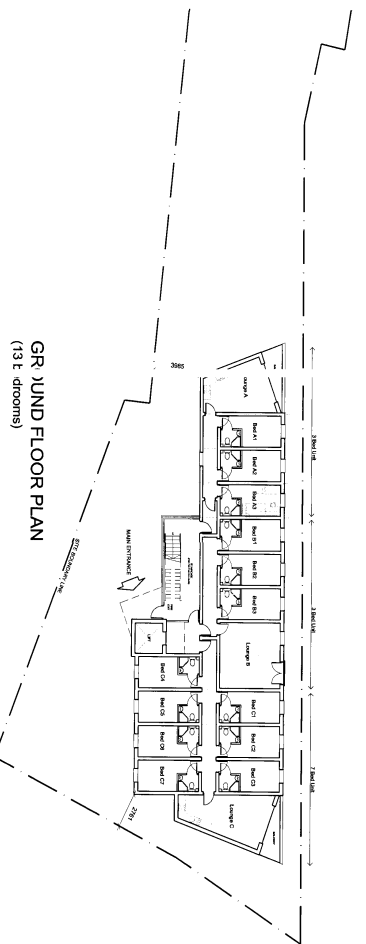 GR UND FLOOR PLAN
(13 b drooms)
3 Bed Unit
3 Bed Unit
7 Bed Unit
3985
ounge A
Bed A1
Bed A2
Bed A3
Bed B1
Bed B2
Bed B3
Lounge B
Bed C1
Bed C2
Bed C3
Lounge C
Bed C4
Bed C5
Bed C6
Bed C7
LIFT
MAIN ENTRANCE
SITE BOUNDARY LINE
2761